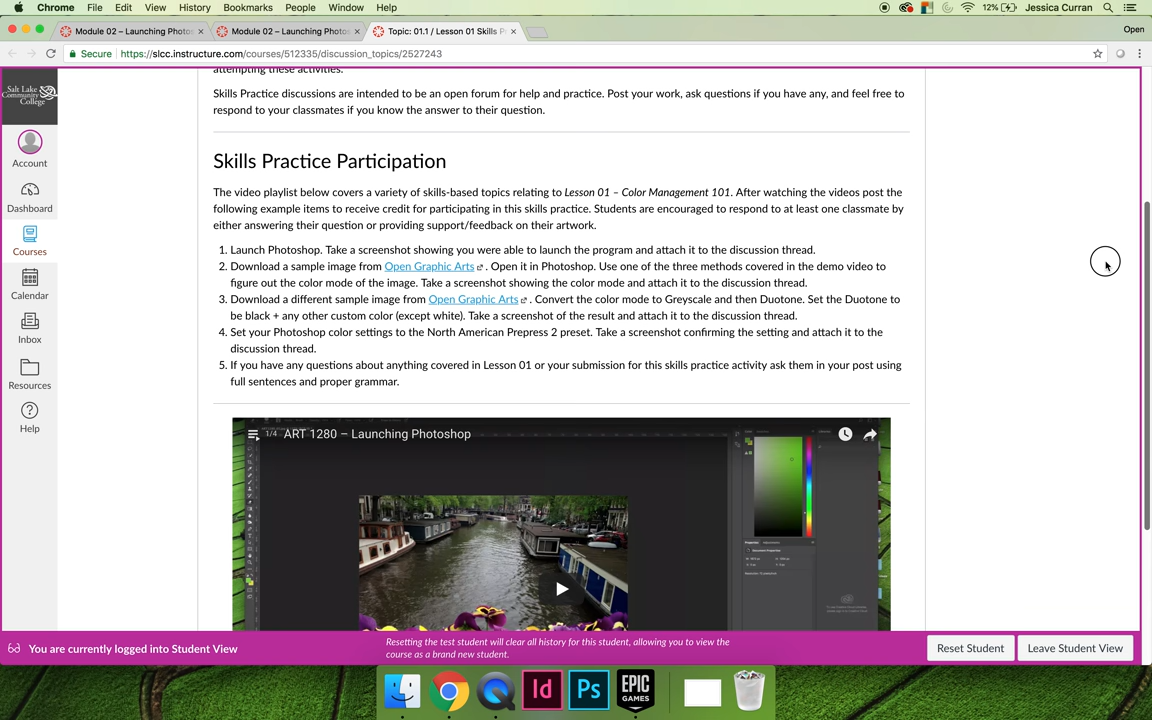 Chrome File Edit View History Bookmarks People Window Help 12% Jessica Curran
Module 02 – Launching Photos × Module 02 – Launching Photos × Topic: 01.1 / Lesson 01 Skills P × Open
Secure https://slcc.instructure.com/courses/512335/discussion_topics/2527243
attempting these activities.
Salt Lake
Community
College
Skills Practice discussions are intended to be an open forum for help and practice. Post your work, ask questions if you have any, and feel free to
respond to your classmates if you know the answer to their question.
Account
Dashboard
Courses
Calendar
Inbox
Resources
Help
Skills Practice Participation
The video playlist below covers a variety of skills-based topics relating to Lesson 01 – Color Management 101. After watching the videos post the
following example items to receive credit for participating in this skills practice. Students are encouraged to respond to at least one classmate by
either answering their question or providing support/feedback on their artwork.
1. Launch Photoshop. Take a screenshot showing you were able to launch the program and attach it to the discussion thread.
2. Download a sample image from Open Graphic Arts . Open it in Photoshop. Use one of the three methods covered in the demo video to
figure out the color mode of the image. Take a screenshot showing the color mode and attach it to the discussion thread.
3. Download a different sample image from Open Graphic Arts . Convert the color mode to Greyscale and then Duotone. Set the Duotone to
be black + any other custom color (except white). Take a screenshot of the result and attach it to the discussion thread.
4. Set your Photoshop color settings to the North American Prepress 2 preset. Take a screenshot confirming the setting and attach it to the
discussion thread.
5. If you have any questions about anything covered in Lesson 01 or your submission for this skills practice activity ask them in your post using
full sentences and proper grammar.
1/4 ART 1280 – Launching Photoshop
You are currently logged into Student View
Resetting the test student will clear all history for this student, allowing you to view the
course as a brand new student.
Reset Student
Leave Student View
Id
Ps
EPIC
GAMES